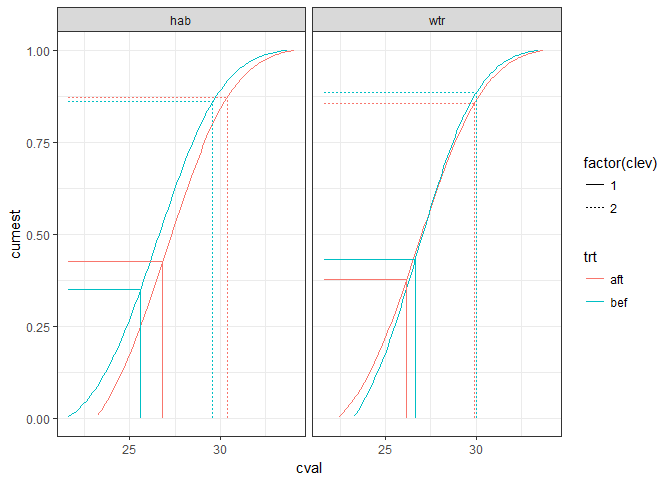 hab
wtr
1.00
0.75
0.50
0.25
0.00
cumest
25
30
25
30
cval
factor(clev)
1
2
trt
aft
bef